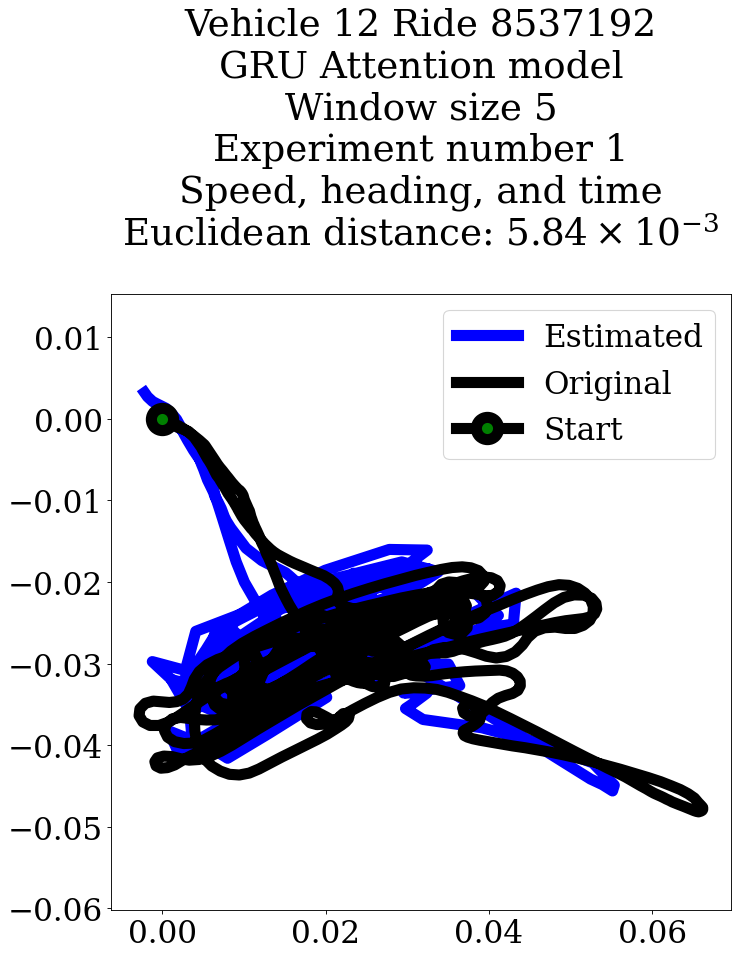 Vehicle 12 Ride 8537192
GRU Attention model
Window size 5
Experiment number 1
Speed, heading, and time
Euclidean distance: 5.84 × 10⁻³
Estimated
Original
Start
0.01
0.00
−0.01
−0.02
−0.03
−0.04
−0.05
−0.06
0.00 0.02 0.04 0.06